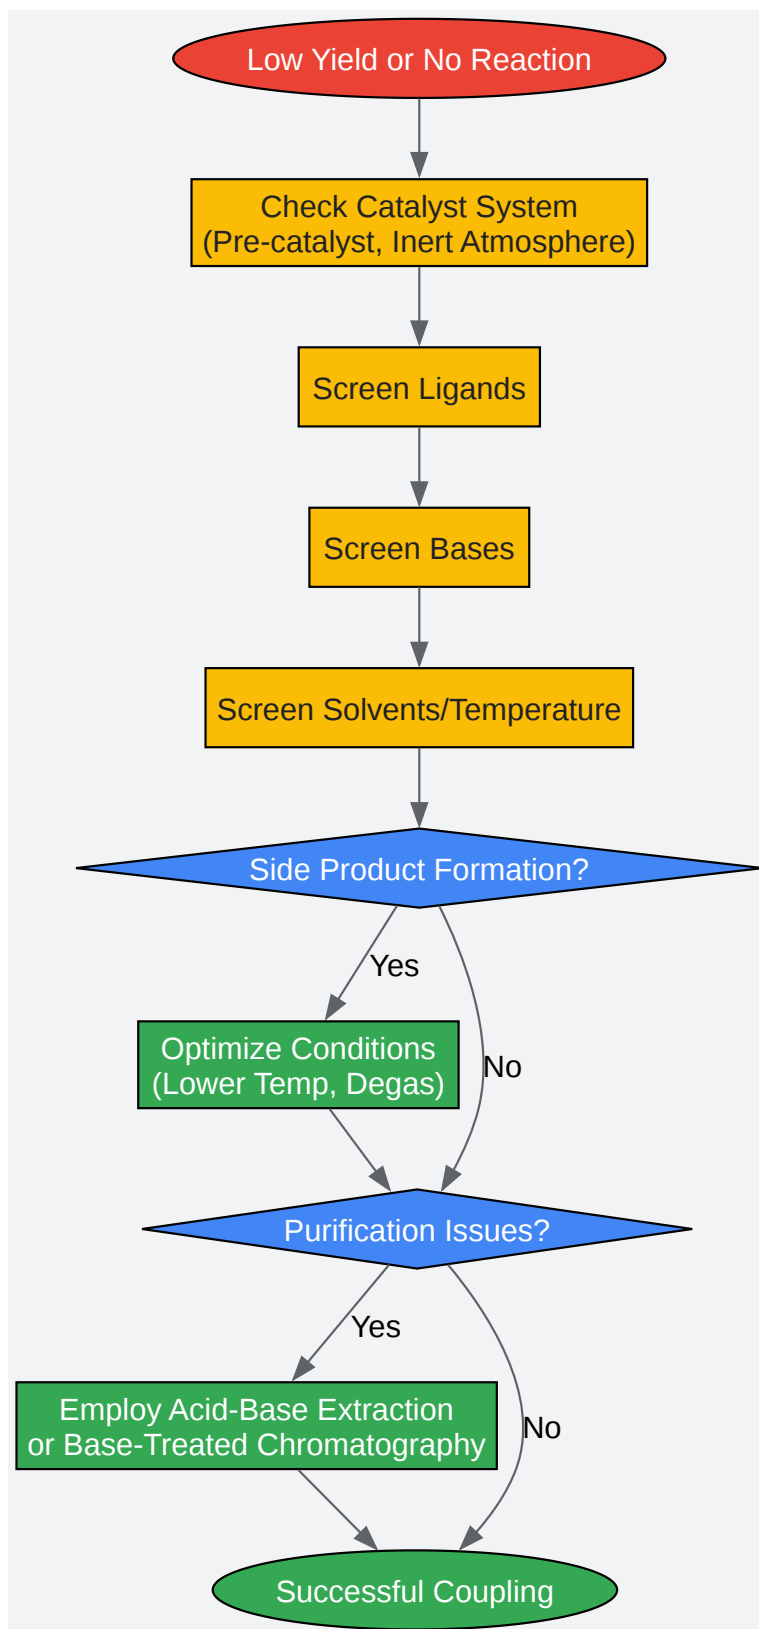 Low Yield or No Reaction
Check Catalyst System
(Pre-catalyst, Inert Atmosphere)
Screen Ligands
Screen Bases
Screen Solvents/Temperature
Side Product Formation?
Yes
Optimize Conditions
(Lower Temp, Degas)
No
Purification Issues?
Yes
Employ Acid-Base Extraction
or Base-Treated Chromatography
No
Successful Coupling